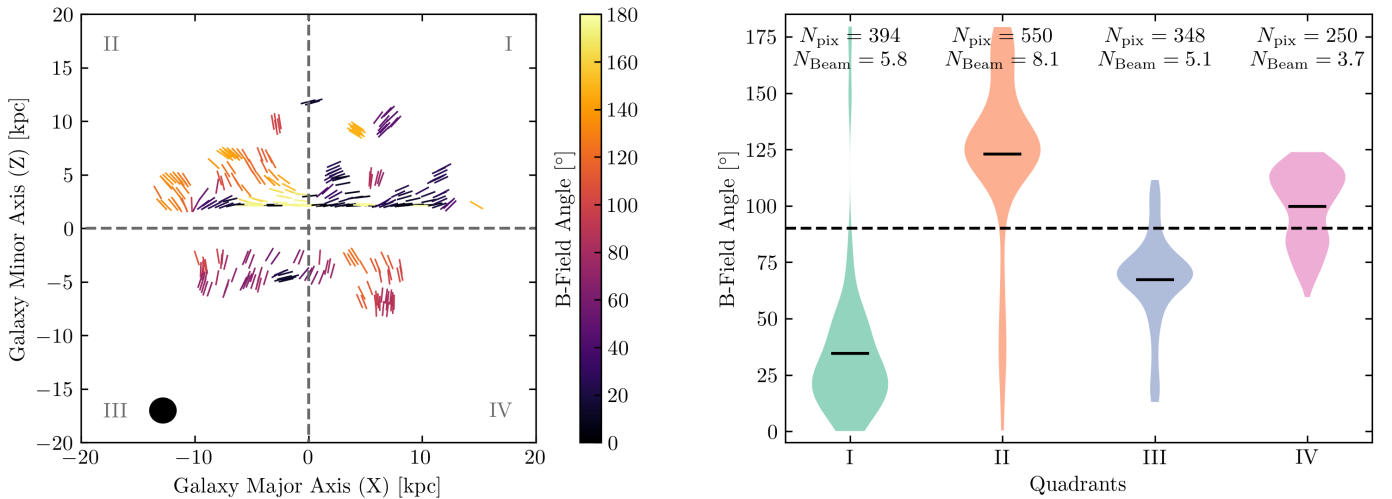 20
15
10
5
0
−5
−10
−15
−20
Galaxy Minor Axis (Z) [kpc]
II
I
III
IV
−20
−10
0
10
20
Galaxy Major Axis (X) [kpc]
180
160
140
120
100
80
60
40
20
0
B-Field Angle [°]
175
150
125
100
75
50
25
0
B-Field Angle [°]
N_pix = 394
N_Beam = 5.8
N_pix = 550
N_Beam = 8.1
N_pix = 348
N_Beam = 5.1
N_pix = 250
N_Beam = 3.7
I
II
III
IV
Quadrants